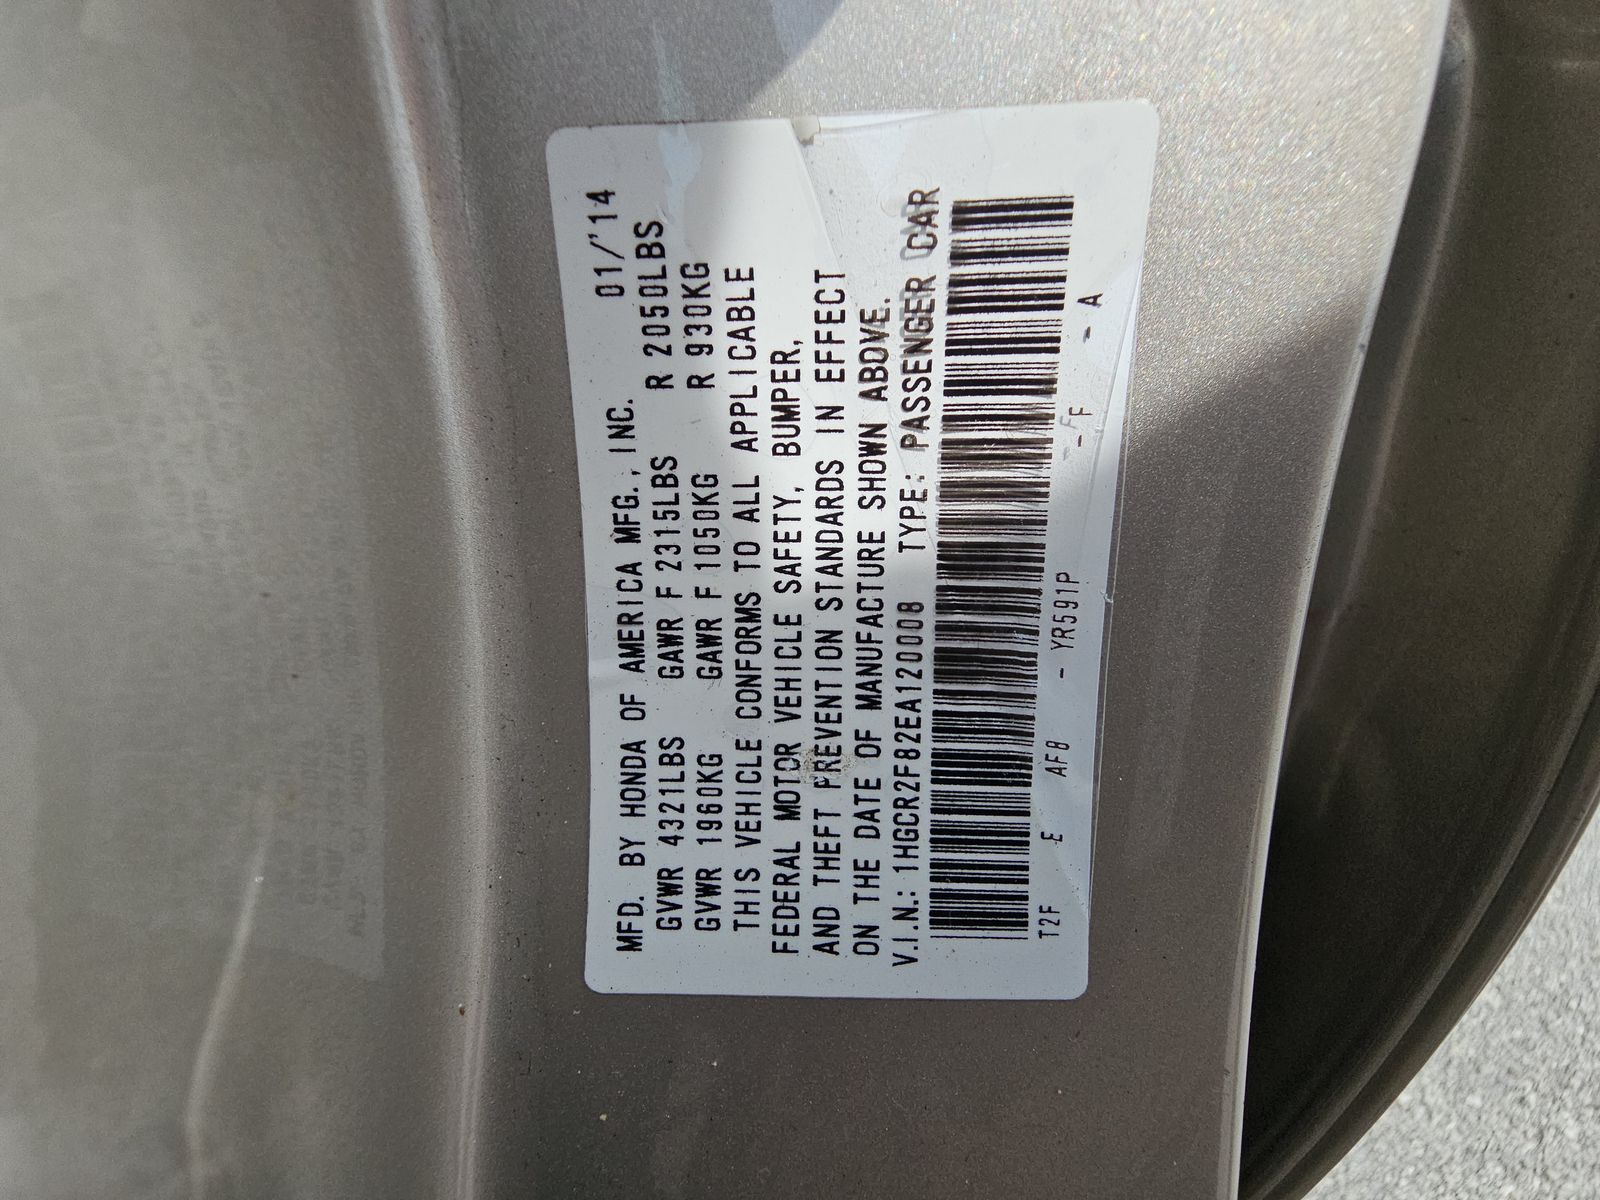 MFD. BY HONDA OF AMERICA MFG., INC. 01/'14
GVWR 4321LBS GAWR F 2315LBS R 2050LBS
GVWR 1960KG GAWR F 1050KG R 930KG
THIS VEHICLE CONFORMS TO ALL APPLICABLE
FEDERAL MOTOR VEHICLE SAFETY, BUMPER,
AND THEFT PREVENTION STANDARDS IN EFFECT
ON THE DATE OF MANUFACTURE SHOWN ABOVE.
V.I.N.: 1HGCR2F82EA120008 TYPE: PASSENGER CAR
T2F E AF8 - YR591P - FF - A